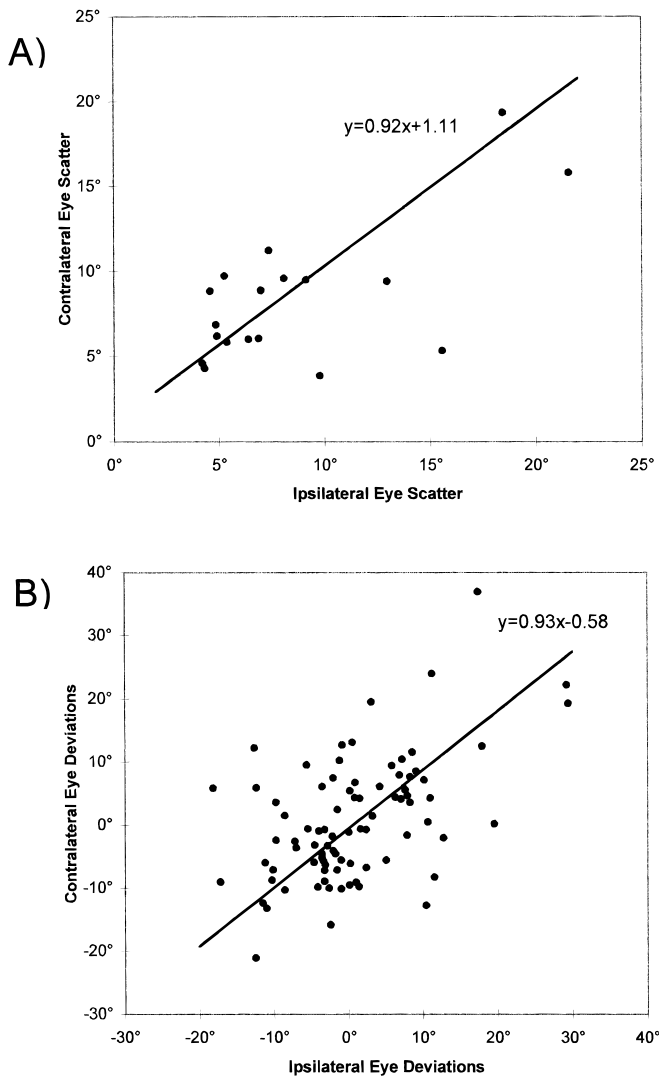 A)
25°
20°
15°
10°
5°
0°
Contralateral Eye Scatter
y=0.92x+1.11
0° 5° 10° 15° 20° 25°
Ipsilateral Eye Scatter
B)
40°
30°
20°
10°
0°
-10°
-20°
-30°
Contralateral Eye Deviations
y=0.93x-0.58
-30° -20° -10° 0° 10° 20° 30° 40°
Ipsilateral Eye Deviations